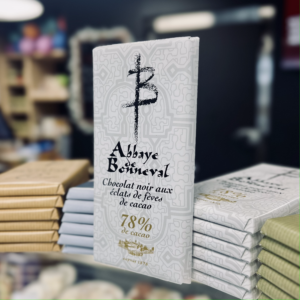 B
Abbaye
de
Bonneval
Chocolat noir aux
éclats de fèves
de cacao
78%
de cacao